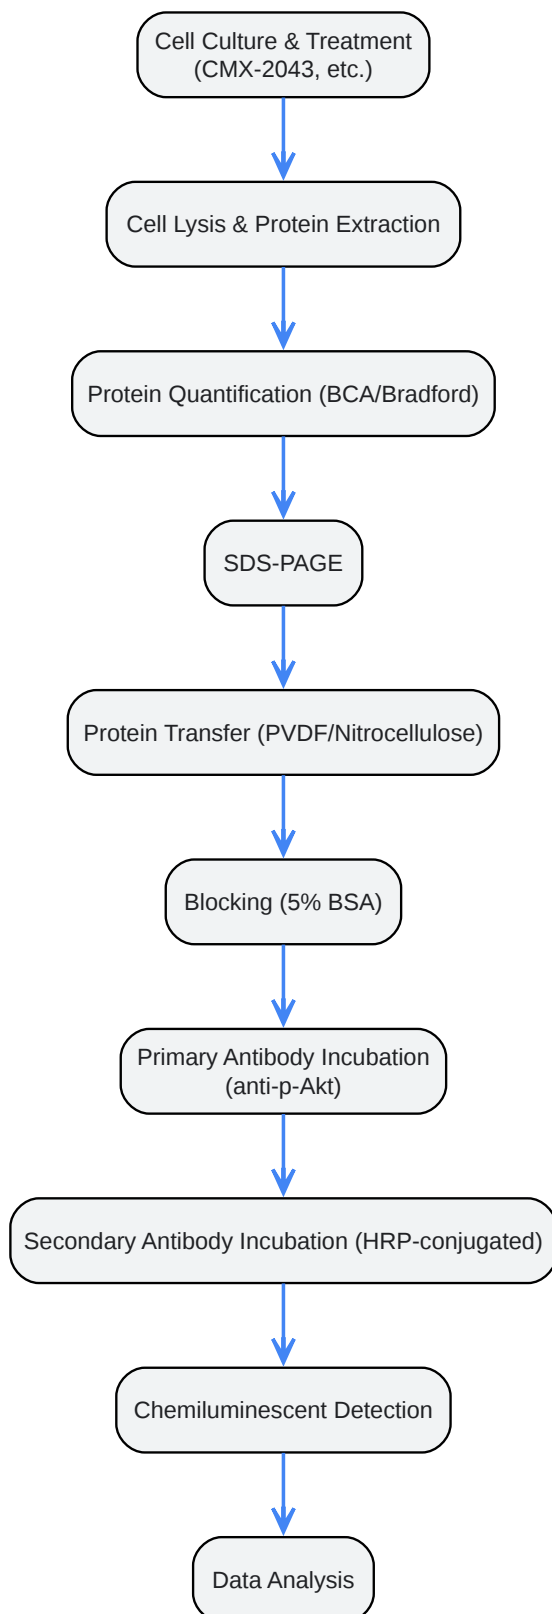 Cell Culture & Treatment
(CMX-2043, etc.)
Cell Lysis & Protein Extraction
Protein Quantification (BCA/Bradford)
SDS-PAGE
Protein Transfer (PVDF/Nitrocellulose)
Blocking (5% BSA)
Primary Antibody Incubation
(anti-p-Akt)
Secondary Antibody Incubation (HRP-conjugated)
Chemiluminescent Detection
Data Analysis